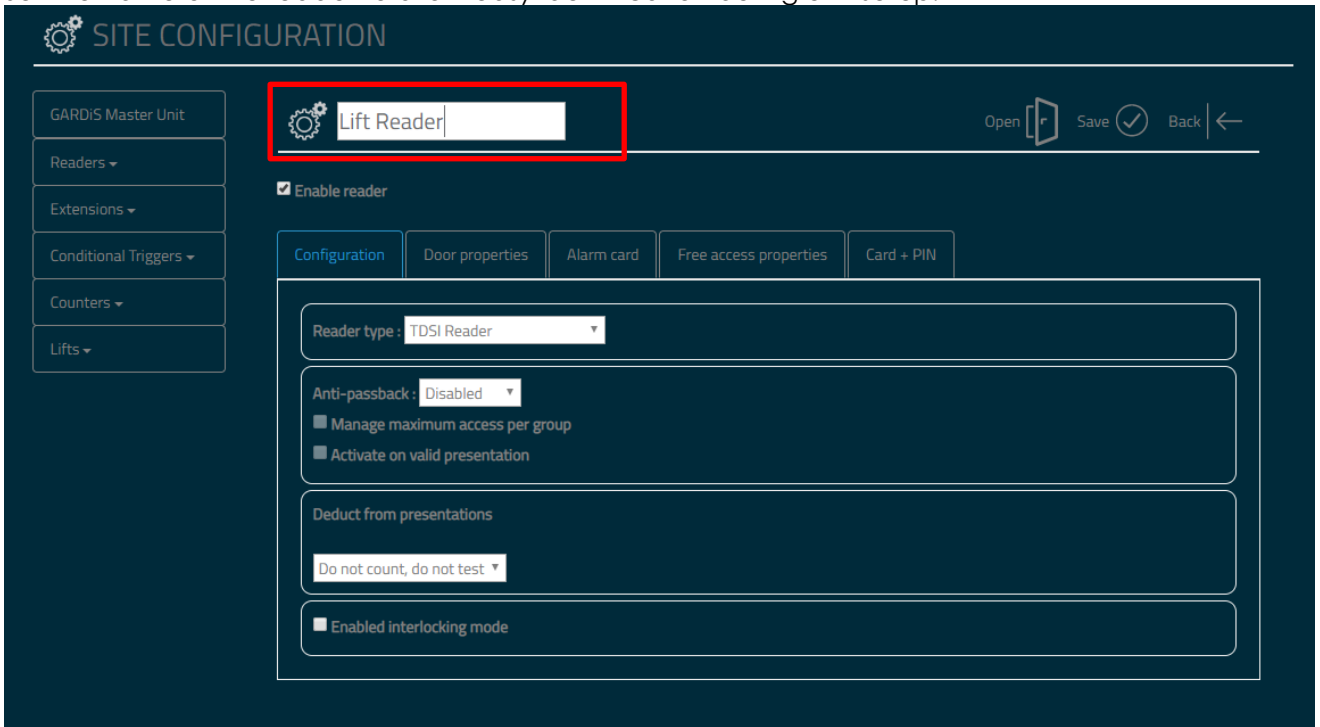 SITE CONFIGURATION
GARDiS Master Unit
Readers
Extensions
Conditional Triggers
Counters
Lifts
Lift Reader
Open
Save
Back
Enable reader
Configuration
Door properties
Alarm card
Free access properties
Card + PIN
Reader type : TDSI Reader
Anti-passback : Disabled
Manage maximum access per group
Activate on valid presentation
Deduct from presentations
Do not count, do not test
Enabled interlocking mode